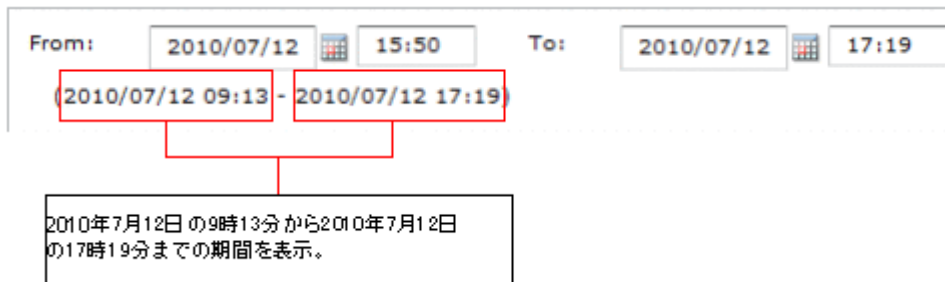 From: 2010/07/12 15:50 To: 2010/07/12 17:19
(2010/07/12 09:13 - 2010/07/12 17:19)
2010年7月12日の9時13分から2010年7月12日
の17時19分までの期間を表示。